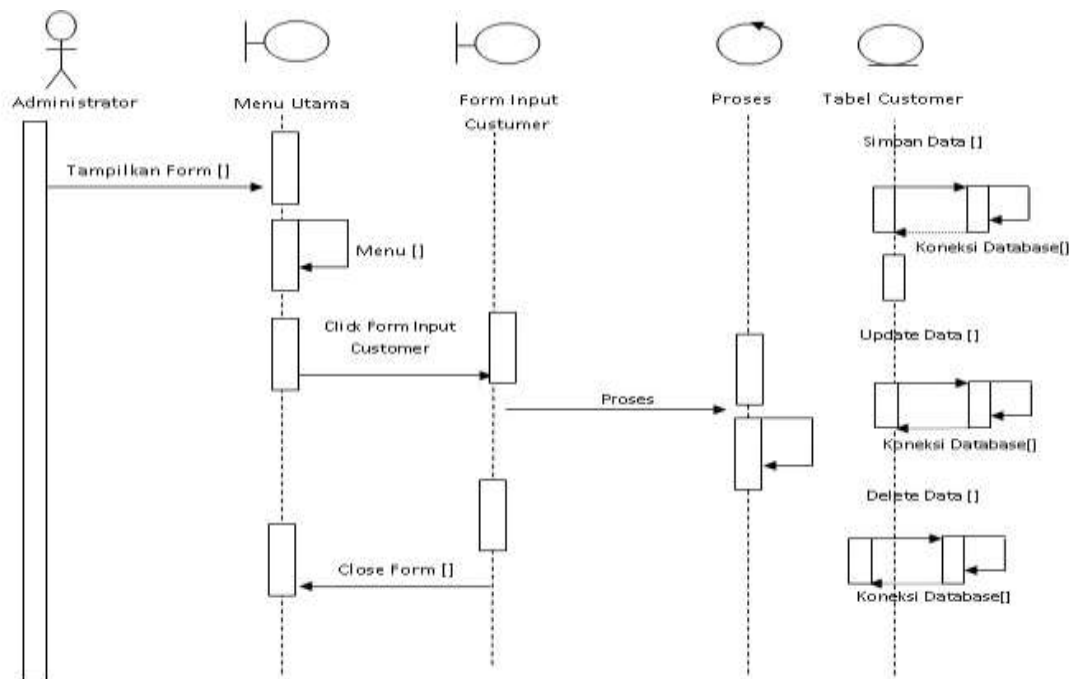 Administrator
Menu Utama
Form Input
Custumer
Proses
Tabel Customer
Simpan Data []
Tampilkan Form []
Menu []
Koneksi Database[]
Click Form Input
Customer
Update Data []
Proses
Koneksi Database[]
Delete Data []
Close Form []
Koneksi Database[]